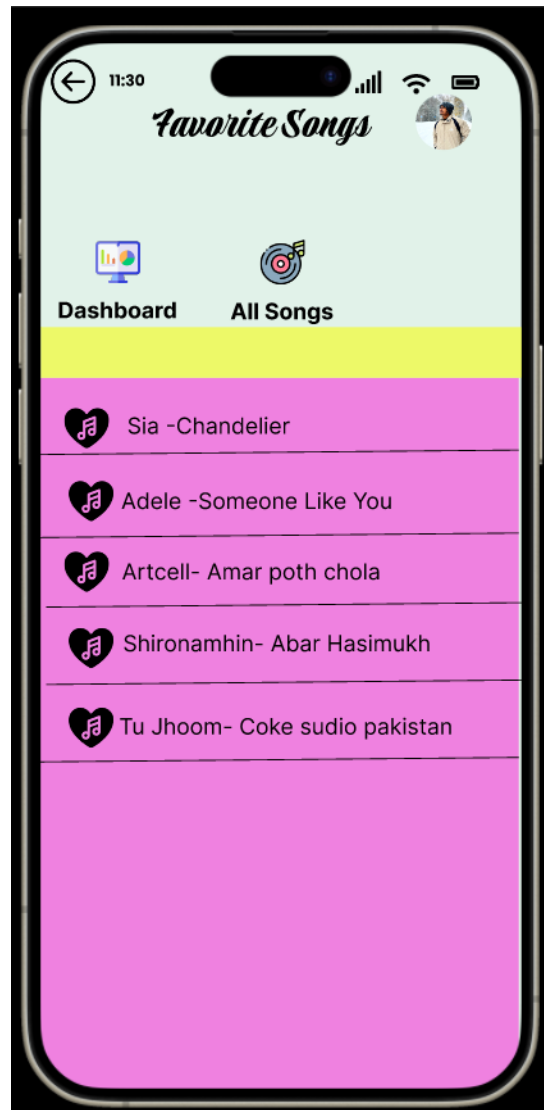 11:30
Favorite Songs
Dashboard
All Songs
Sia -Chandelier
Adele -Someone Like You
Artcell- Amar poth chola
Shironamhin- Abar Hasimukh
Tu Jhoom- Coke sudio pakistan